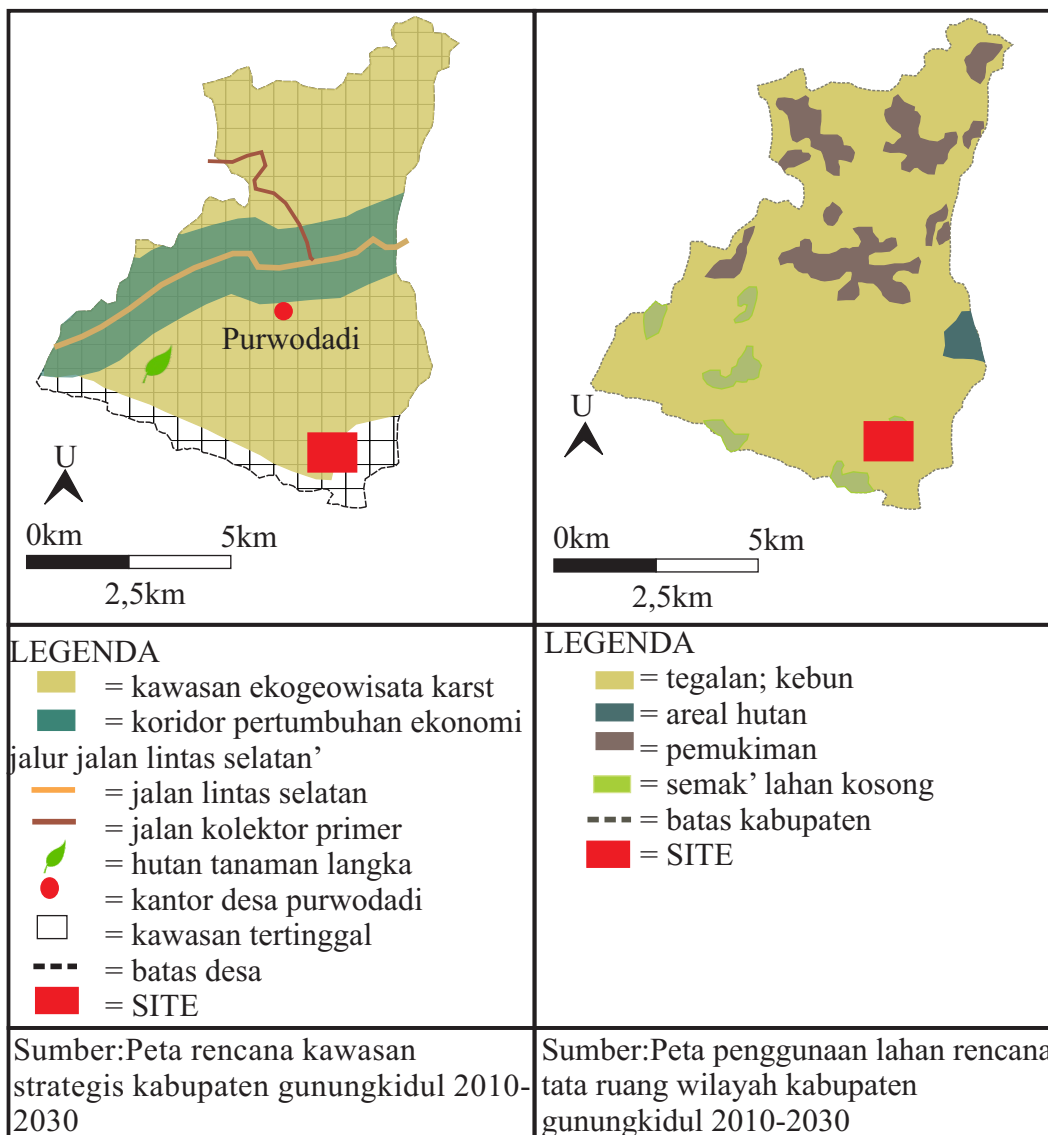 Purwodadi
U
0km 5km
2,5km
LEGENDA
= kawasan ekogeowisata karst
= koridor pertumbuhan ekonomi
jalur jalan lintas selatan’
= jalan lintas selatan
= jalan kolektor primer
= hutan tanaman langka
= kantor desa purwodadi
= kawasan tertinggal
= batas desa
= SITE
Sumber:Peta rencana kawasan
strategis kabupaten gunungkidul 2010-
2030
U
0km 5km
2,5km
LEGENDA
= tegalan; kebun
= areal hutan
= pemukiman
= semak’ lahan kosong
= batas kabupaten
= SITE
Sumber:Peta penggunaan lahan rencana
tata ruang wilayah kabupaten
gunungkidul 2010-2030